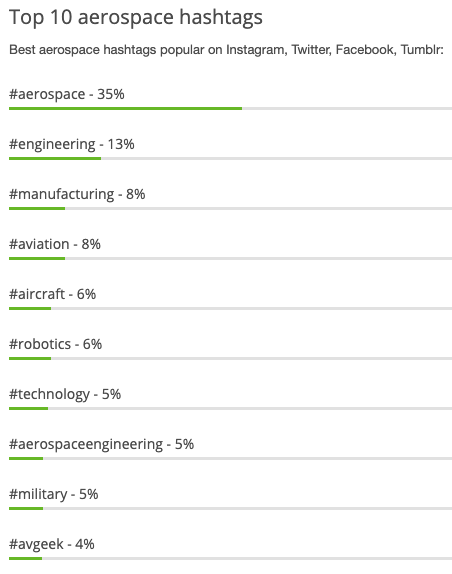 Top 10 aerospace hashtags
Best aerospace hashtags popular on Instagram, Twitter, Facebook, Tumblr:
#aerospace - 35%
#engineering - 13%
#manufacturing - 8%
#aviation - 8%
#aircraft - 6%
#robotics - 6%
#technology - 5%
#aerospaceengineering - 5%
#military - 5%
#avgeek - 4%